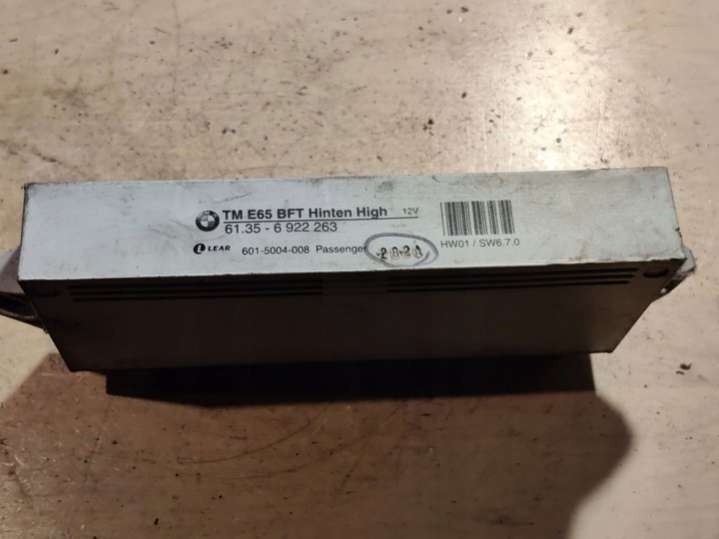 TM E65 BFT Hinten High 12V
61.35 - 6 922 263
LEAR 601-5004-008 Passenger
HW01 / SW6.7.0